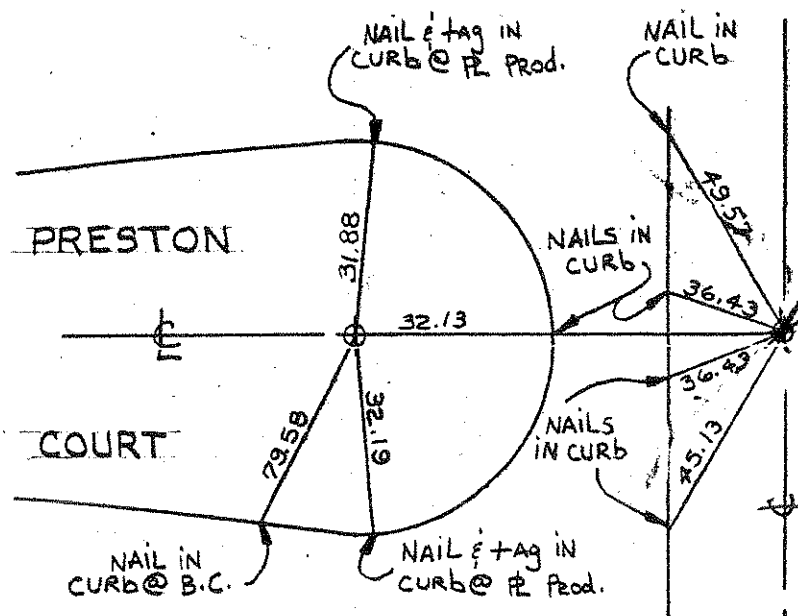 NAIL & tAg IN
CURb @ PL PROd.
NAIL IN
CURb
PRESTON
31.88
49.57
NAILS IN
CURb
36.43
CL
32.13
36.43
COURT
79.58
32.19
NAILS
IN CURb
45.13
NAIL IN
CURb @ B.C.
NAIL & tAg IN
CURb @ PL PROd.